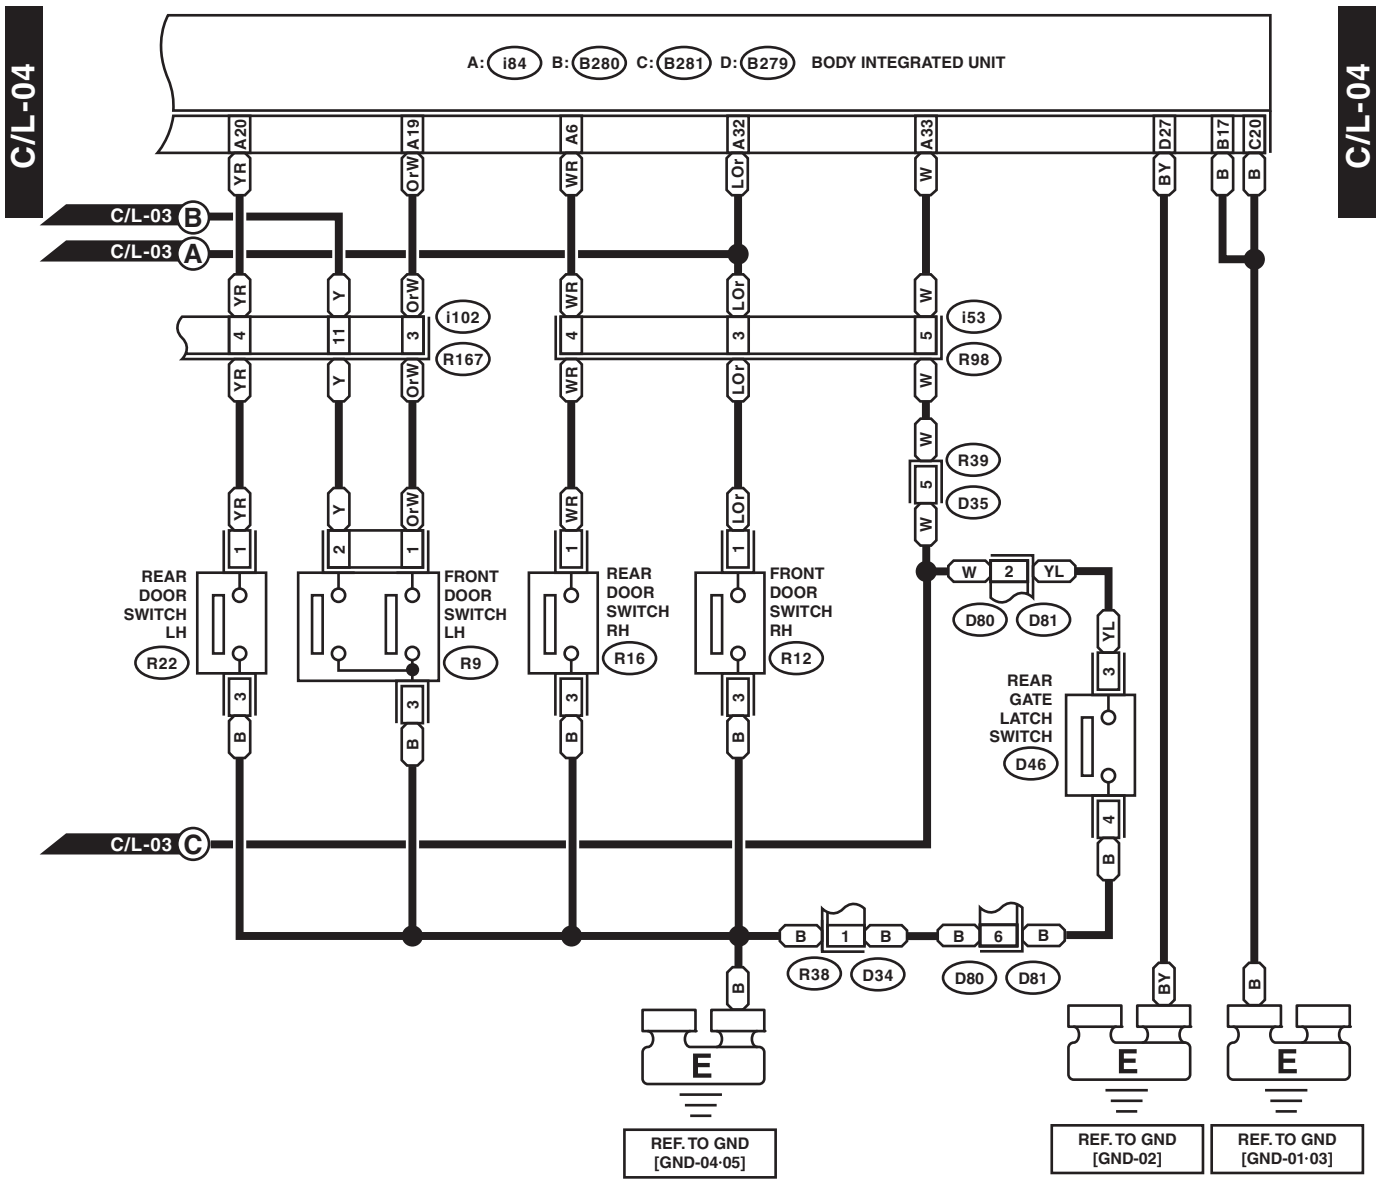 C/L-04
C/L-04
A: i84 B: B280 C: B281 D: B279 BODY INTEGRATED UNIT
A20 A19 A6 A32 A33 D27 B17 C20
YR OrW WR LOr W BY B B
C/L-03 B
C/L-03 A
YR Y OrW WR LOr W
i102 i53
4 11 3 4 3 5
R167 R98
YR Y OrW WR LOr W
W
R39
5
D35
W
YR Y OrW WR LOr
1 2 1 1 1
W 2 YL
D80 D81
YL
REAR
DOOR
SWITCH
LH
R22
FRONT
DOOR
SWITCH
LH
R9
REAR
DOOR
SWITCH
RH
R16
FRONT
DOOR
SWITCH
RH
R12
3 3 3 3
B B B B
3
REAR
GATE
LATCH
SWITCH
D46
4
B
C/L-03 C
B 1 B B 6 B
R38 D34 D80 D81
B BY B
E E E
REF. TO GND
[GND-04·05]
REF. TO GND
[GND-02]
REF. TO GND
[GND-01·03]